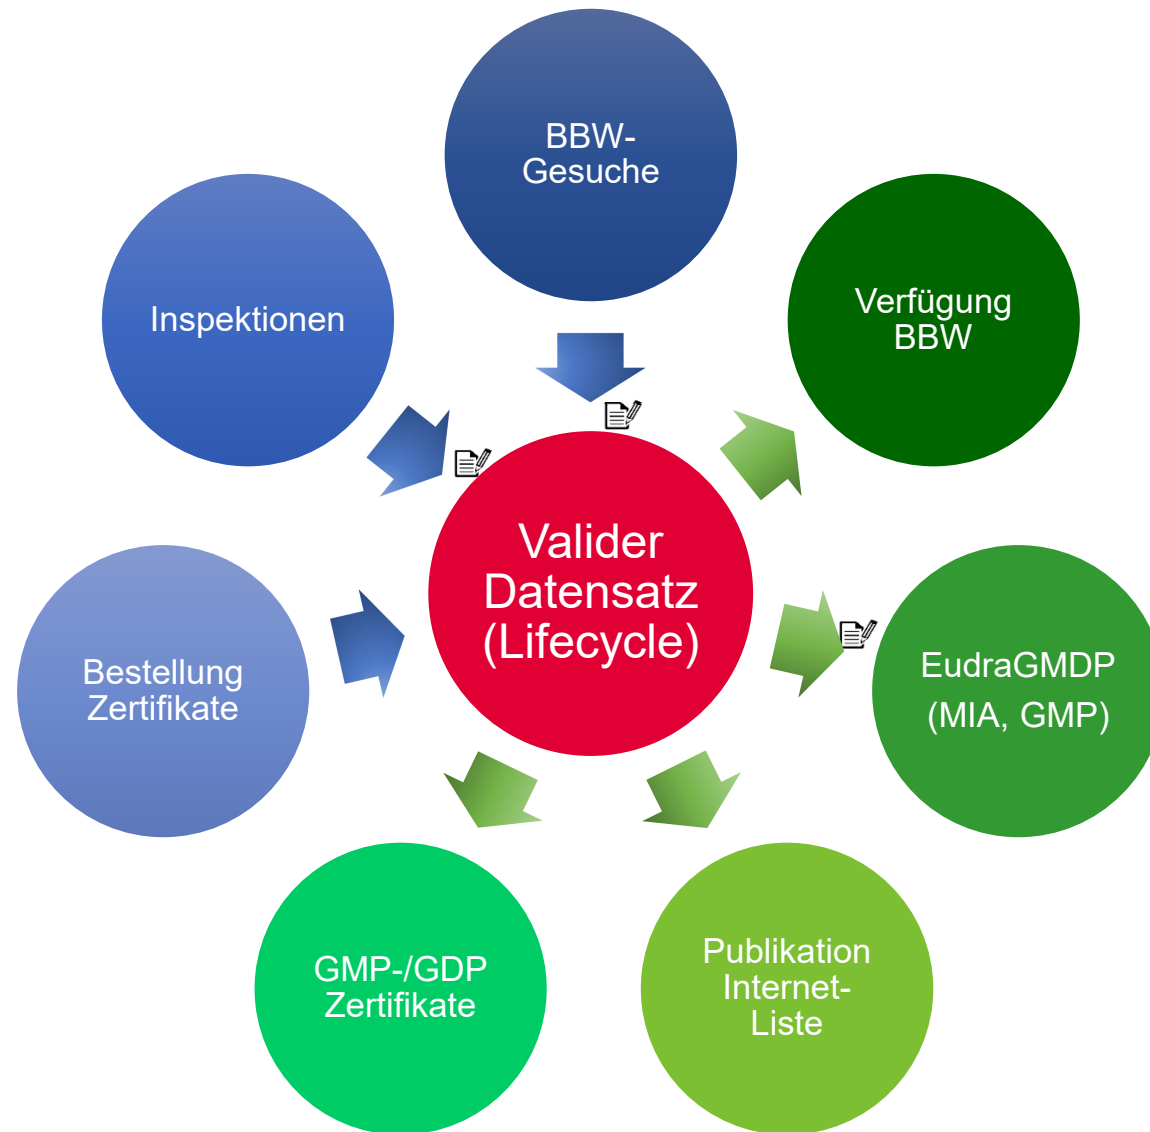 BBW-
Gesuche
Inspektionen
Verfügung
BBW
Valider
Datensatz
(Lifecycle)
Bestellung
Zertifikate
EudraGMDP
(MIA, GMP)
GMP-/GDP
Zertifikate
Publikation
Internet-
Liste